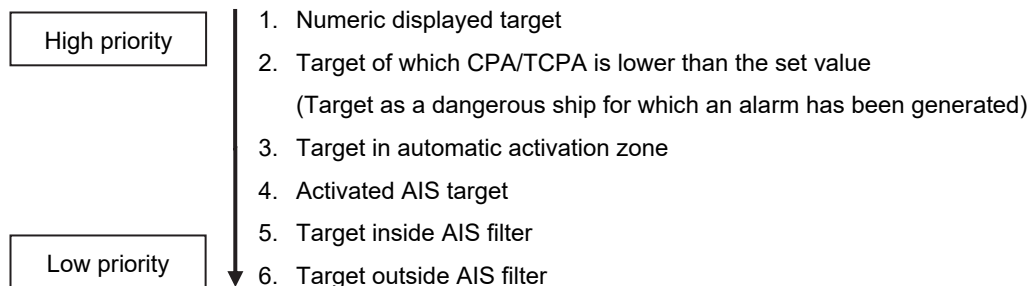 High priority
1. Numeric displayed target
2. Target of which CPA/TCPA is lower than the set value
(Target as a dangerous ship for which an alarm has been generated)
3. Target in automatic activation zone
4. Activated AIS target
5. Target inside AIS filter
Low priority
6. Target outside AIS filter